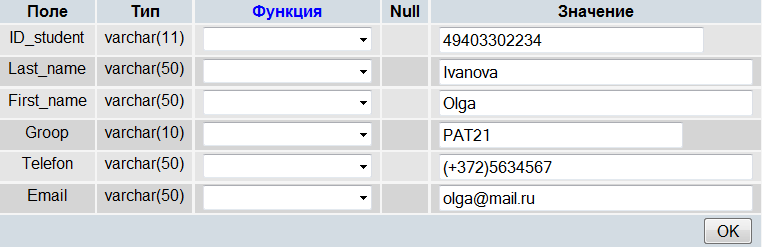 Поле Тип Функция Null Значение
ID_student varchar(11) 49403302234
Last_name varchar(50) Ivanova
First_name varchar(50) Olga
Groop varchar(10) PAT21
Telefon varchar(50) (+372)5634567
Email varchar(50) olga@mail.ru
OK